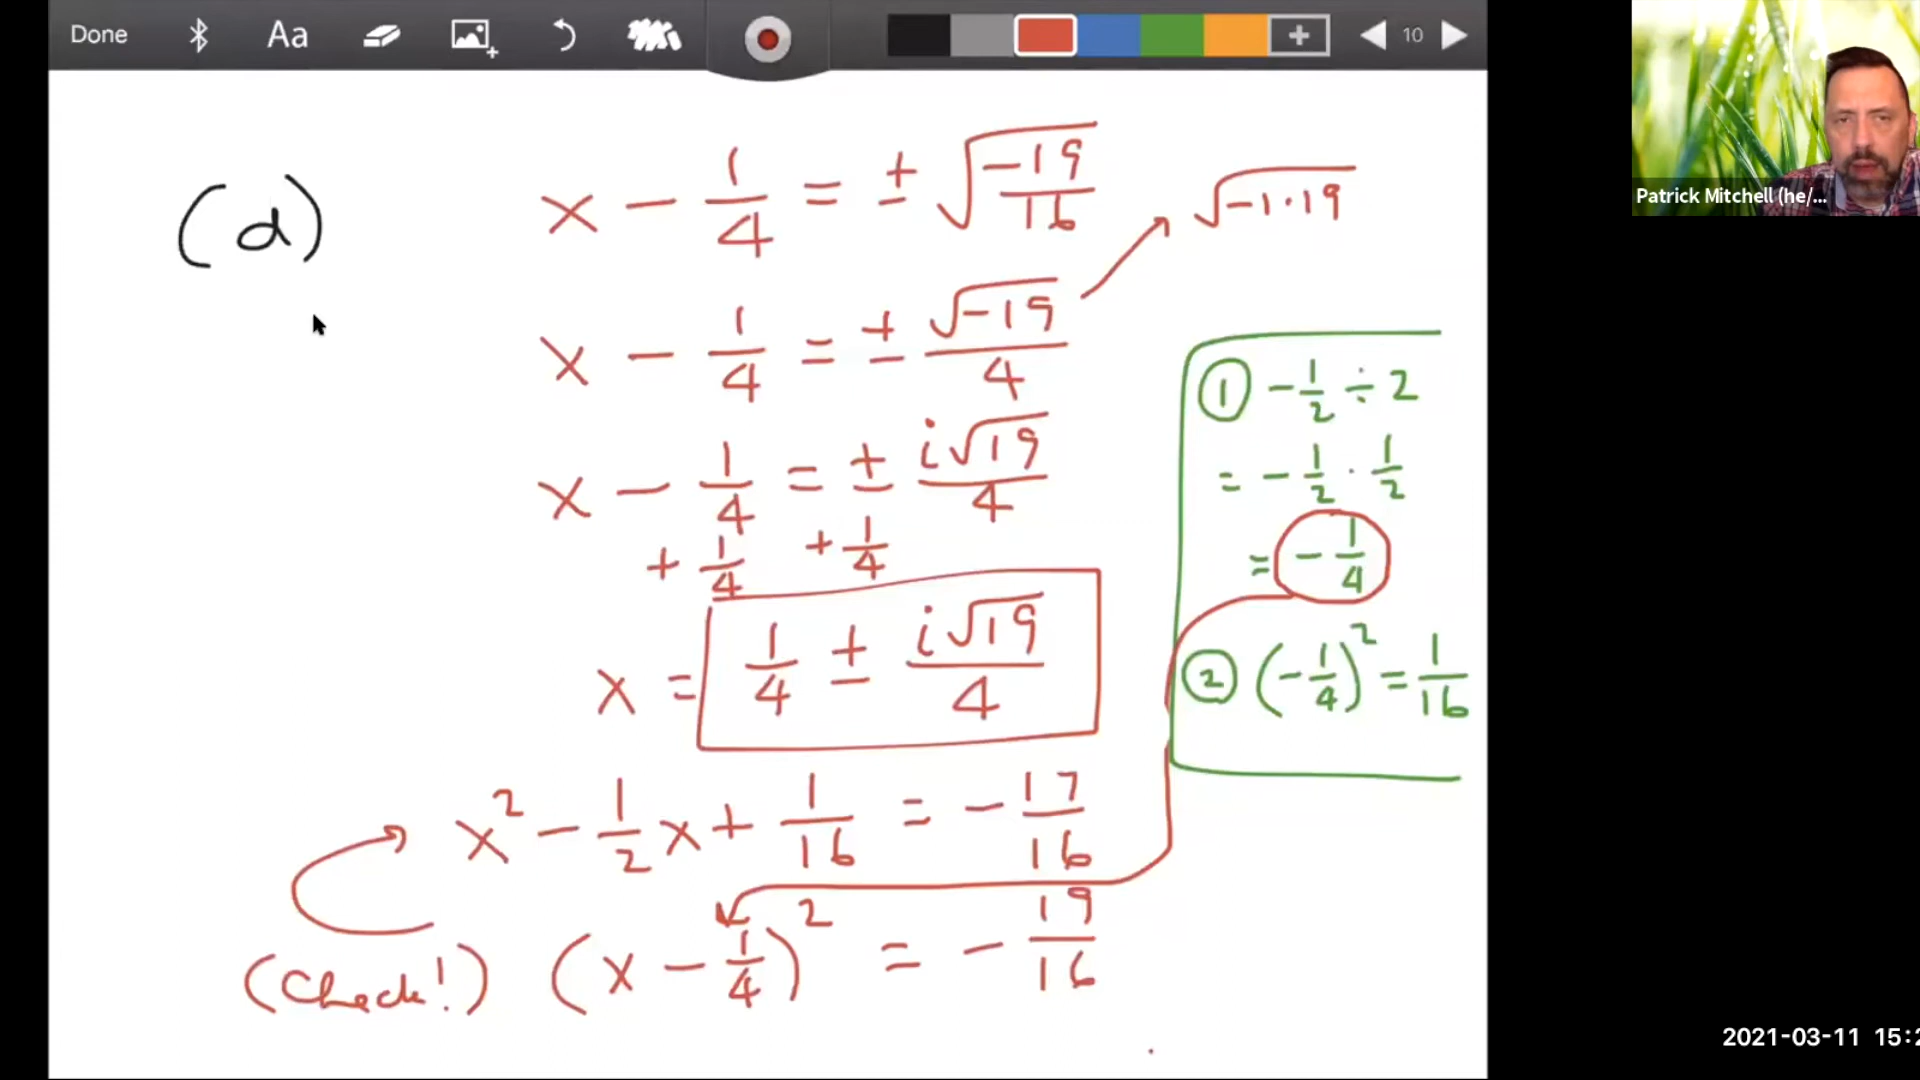 Done Aa 10
(d)
x - 1/4 = ± √(-19/16)
√(-1·19)
x - 1/4 = ± √-19/4
x - 1/4 = ± i√19/4
+ 1/4 + 1/4
x = 1/4 ± i√19/4
x² - 1/2 x + 1/16 = - 17/16
(Check!) (x - 1/4)² = - 19/16
① - 1/2 ÷ 2
= - 1/2 · 1/2
= - 1/4
② (- 1/4)² = 1/16
Patrick Mitchell (he/...
2021-03-11 15:2